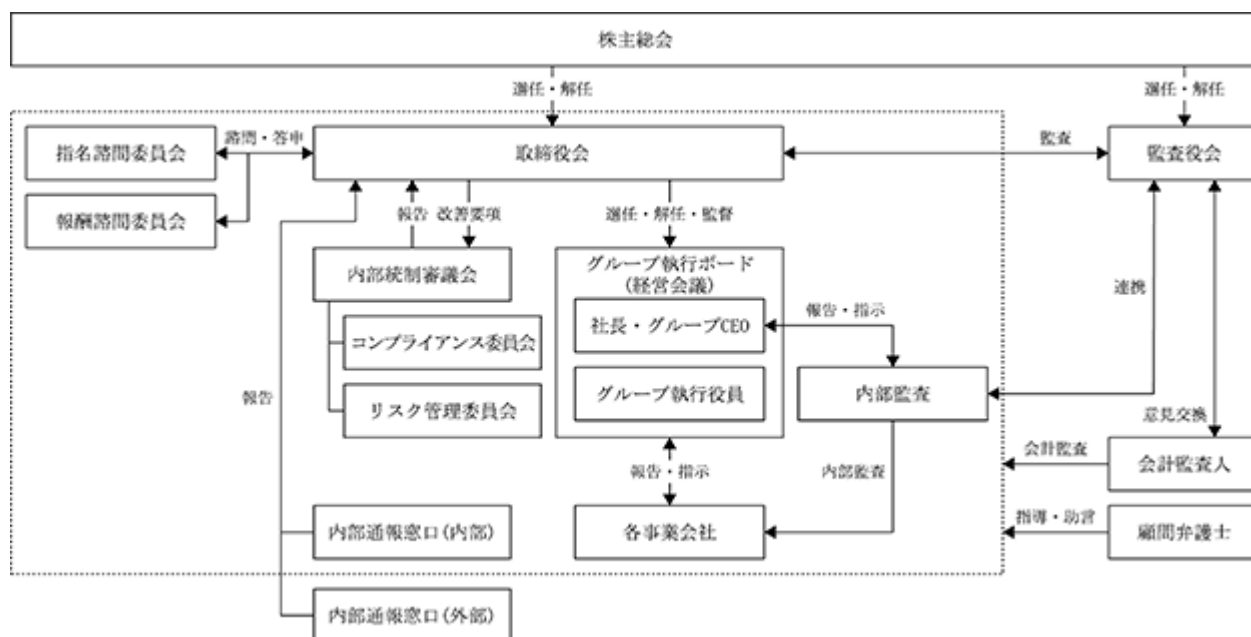 株主総会
選任・解任
選任・解任
指名諮問委員会
諮問・答申
取締役会
監査
監査役会
報酬諮問委員会
報告
改善要項
選任・解任・監督
内部統制審議会
グループ執行ボード
(経営会議)
連携
コンプライアンス委員会
社長・グループCEO
報告・指示
リスク管理委員会
グループ執行役員
内部監査
報告
意見交換
報告・指示
内部監査
会計監査
会計監査人
内部通報窓口(内部)
各事業会社
指導・助言
顧問弁護士
内部通報窓口(外部)